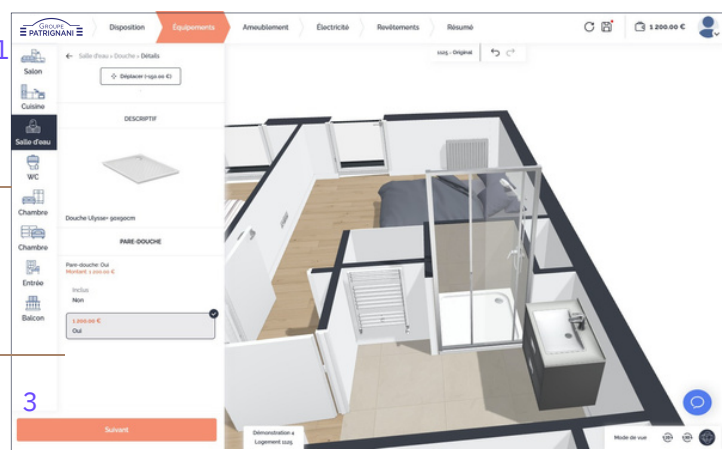 GROUPE
PATRIGNANI
Disposition
Équipements
Ameublement
Électricité
Revêtements
Résumé
1 200.00 €
1
Salon
Cuisine
Salle d'eau
WC
Chambre
Chambre
Entrée
Balcon
Salle d'eau > Douche > Détails
Déplacer (+150.00 €)
DESCRIPTIF
Douche Ulysse+ 90x90cm
PARE-DOUCHE
Pare-douche: Oui
Montant: 1 200.00 €
Inclus
Non
1 200.00 €
Oui
3
Suivant
1125 - Original
Démonstration 4
Logement 1125
Mode de vue